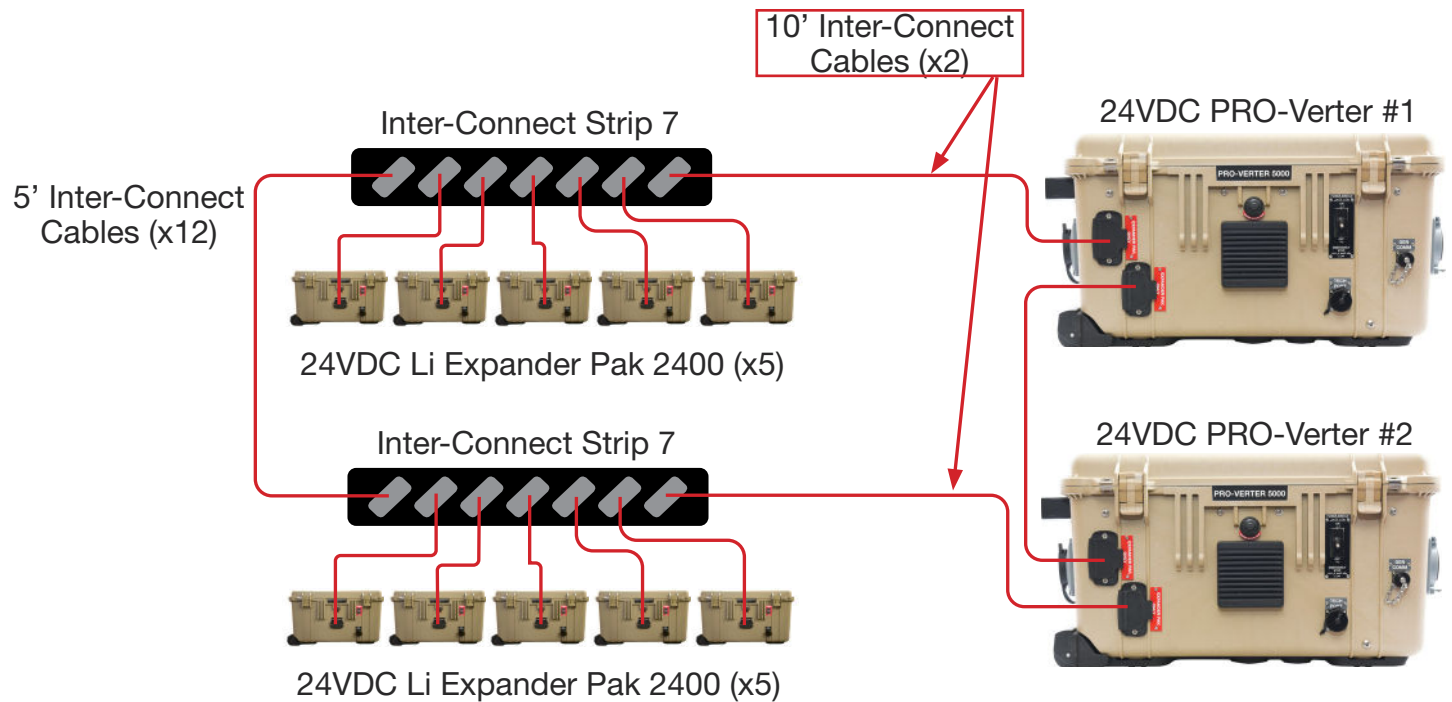 10’ Inter-Connect
Cables (x2)
Inter-Connect Strip 7
24VDC PRO-Verter #1
5’ Inter-Connect
Cables (x12)
PRO-VERTER 5000
24VDC Li Expander Pak 2400 (x5)
Inter-Connect Strip 7
24VDC PRO-Verter #2
PRO-VERTER 5000
24VDC Li Expander Pak 2400 (x5)